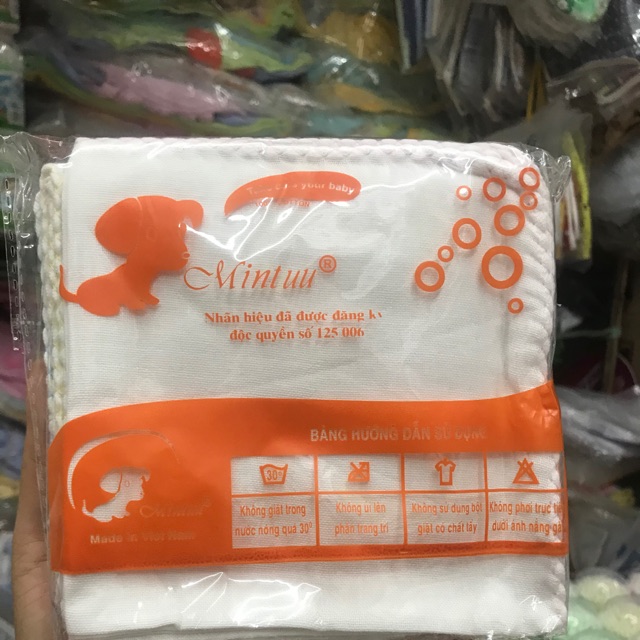 your baby
Mintuu®
Nhãn hiệu đã được đăng ký
độc quyền số 125 006
BẢNG HƯỚNG DẪN SỬ DỤNG
30°
Không giặt trong
nước nóng quá 30°
Không ủi lên
phần trang trí
Không sử dụng bột
giặt có chất tẩy
Không phơi trực
dưới ánh nắng
Mintuu®
Made in Viet Nam